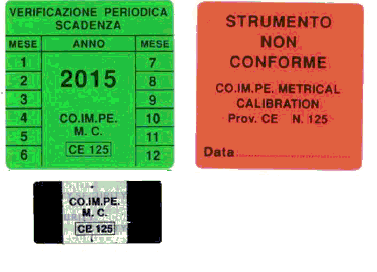 VERIFICAZIONE PERIODICA
SCADENZA
MESE ANNO MESE
1 7
2 2015 8
3 9
4 CO.IM.PE. 10
5 M. C. 11
6 CE 125 12
STRUMENTO
NON
CONFORME
CO.IM.PE. METRICAL
CALIBRATION
Prov. CE N. 125
Data....................
CO.IM.PE.
M. C.
CE 125